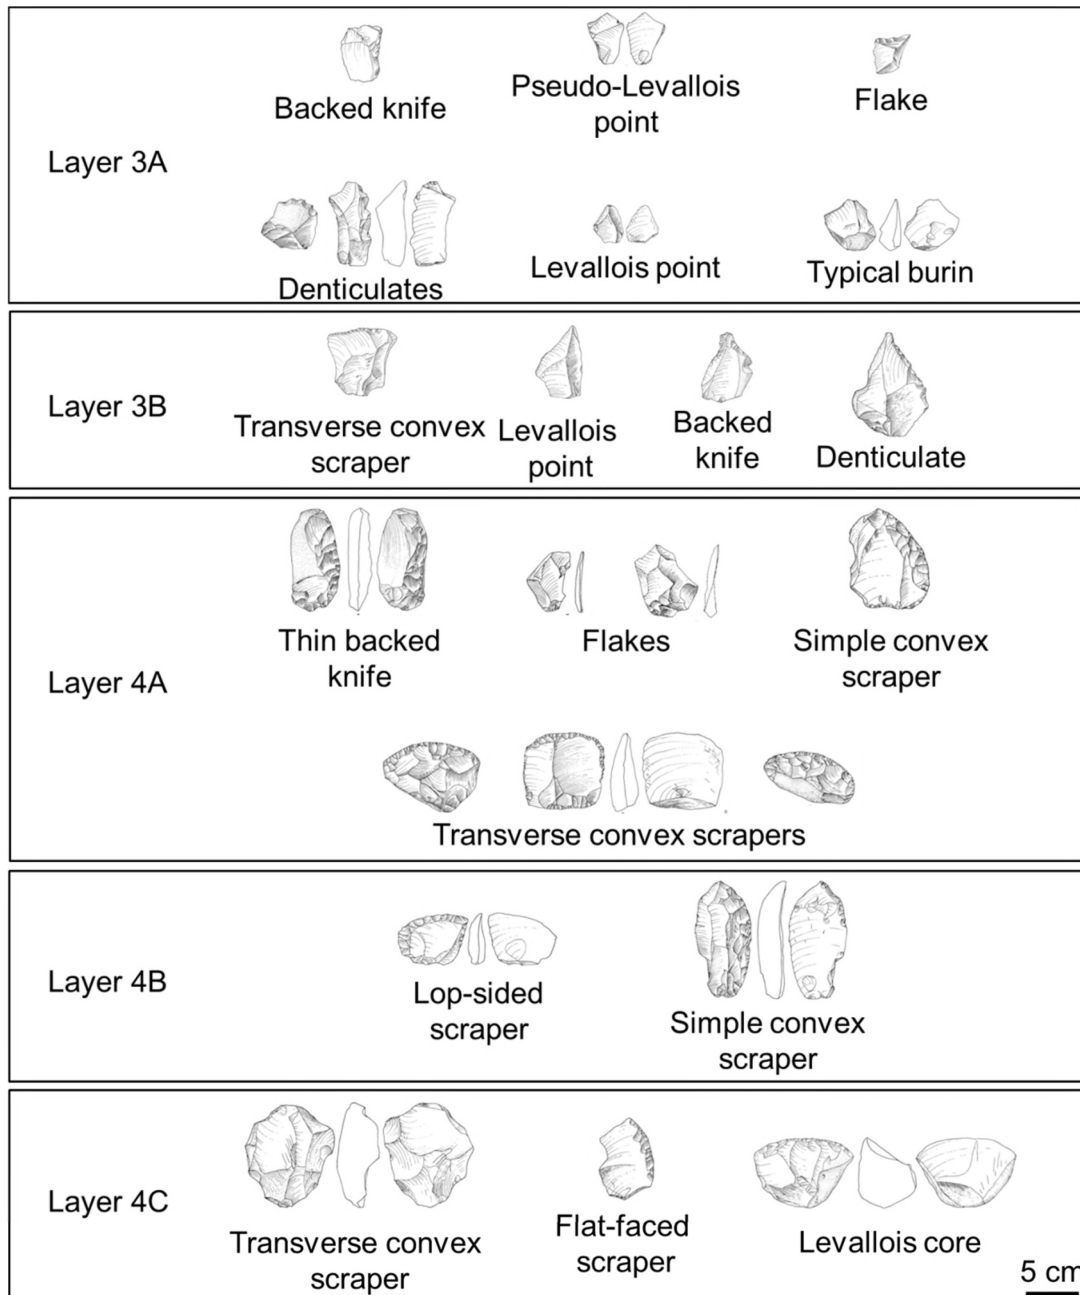 Backed knife
Pseudo-Levallois
point
Flake
Layer 3A
Denticulates
Levallois point
Typical burin
Layer 3B
Transverse convex
scraper
Levallois
point
Backed
knife
Denticulate
Layer 4A
Thin backed
knife
Flakes
Simple convex
scraper
Transverse convex scrapers
Layer 4B
Lop-sided
scraper
Simple convex
scraper
Layer 4C
Transverse convex
scraper
Flat-faced
scraper
Levallois core
5 cm